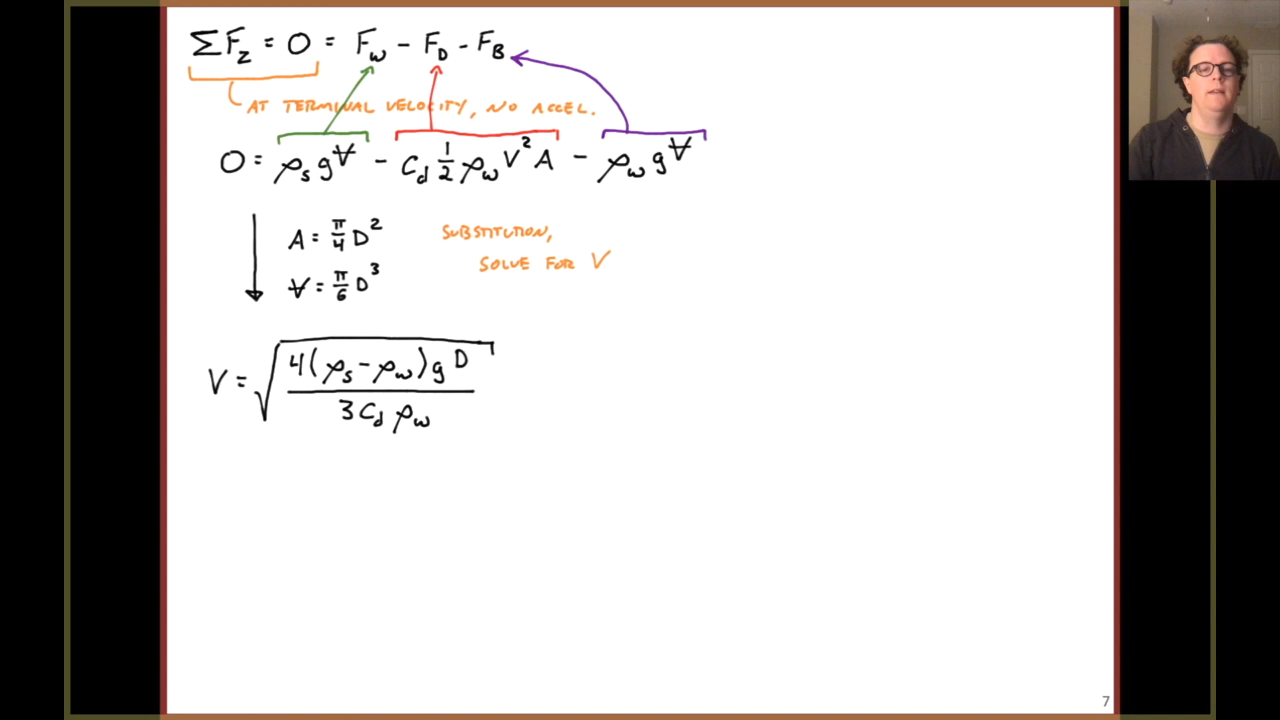 ΣF_z = 0 = F_w - F_D - F_B
AT TERMINAL VELOCITY, NO ACCEL.
0 = ρ_s g V̶ - C_d ½ ρ_w V² A - ρ_w g V̶
A = π/4 D²
SUBSTITUTION,
SOLVE FOR V
V̶ = π/6 D³
V = √(4(ρ_s - ρ_w) g D / 3 C_d ρ_w)
7